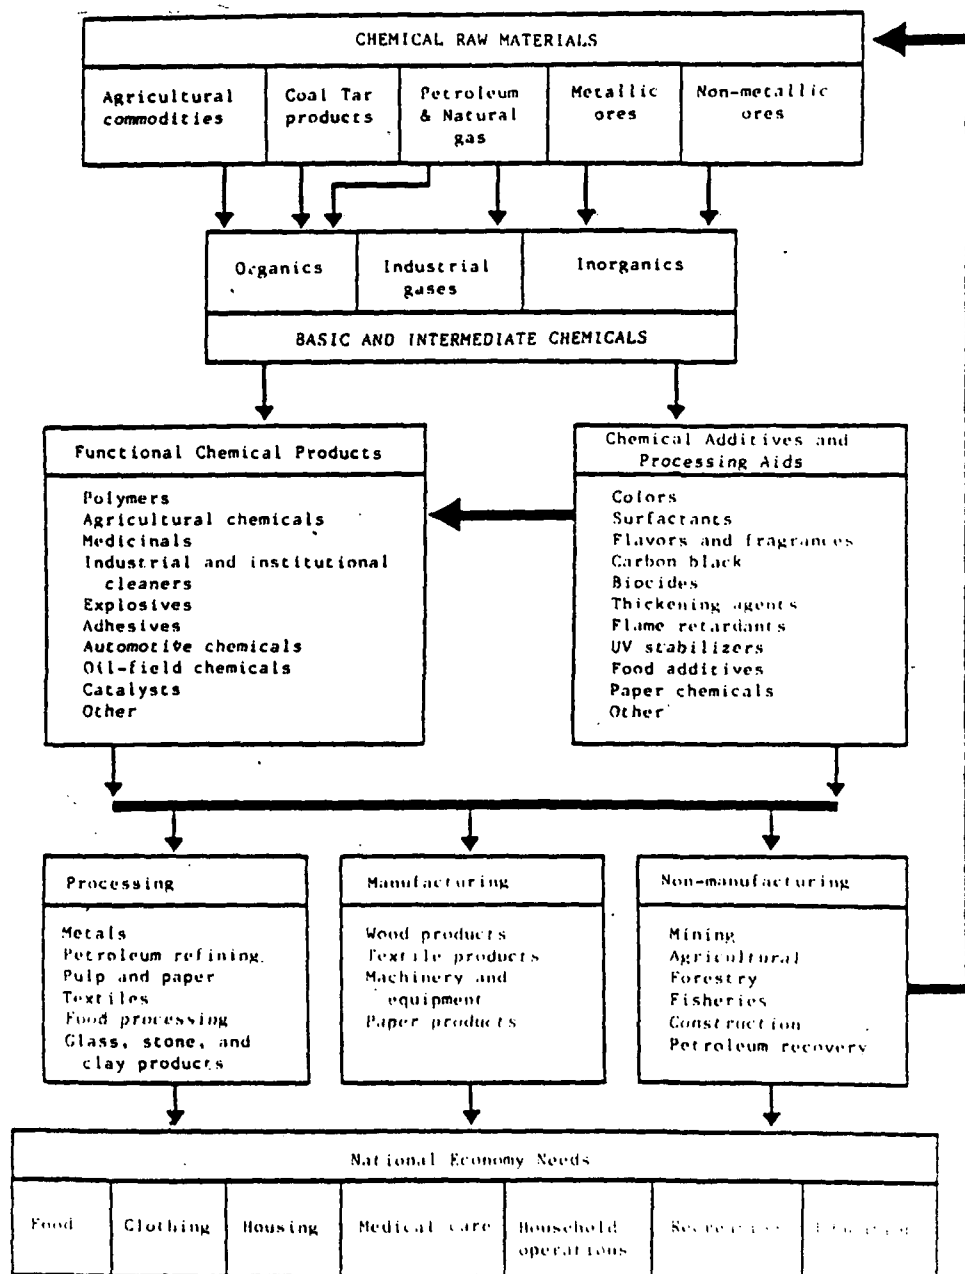 CHEMICAL RAW MATERIALS
Agricultural
commodities
Coal Tar
products
Petroleum
& Natural
gas
Metallic
ores
Non-metallic
ores
Organics
Industrial
gases
Inorganics
BASIC AND INTERMEDIATE CHEMICALS
Functional Chemical Products
Polymers
Agricultural chemicals
Medicinals
Industrial and institutional
cleaners
Explosives
Adhesives
Automotive chemicals
Oil-field chemicals
Catalysts
Other
Chemical Additives and
Processing Aids
Colors
Surfactants
Flavors and fragrances
Carbon black
Biocides
Thickening agents
Flame retardants
UV stabilizers
Food additives
Paper chemicals
Other
Processing
Metals
Petroleum refining
Pulp and paper
Textiles
Food processing
Glass, stone, and
clay products
Manufacturing
Wood products
Textile products
Machinery and
equipment
Paper products
Non-manufacturing
Mining
Agricultural
Forestry
Fisheries
Construction
Petroleum recovery
National Economy Needs
Food
Clothing
Housing
Medical care
Household
operations
Recreation